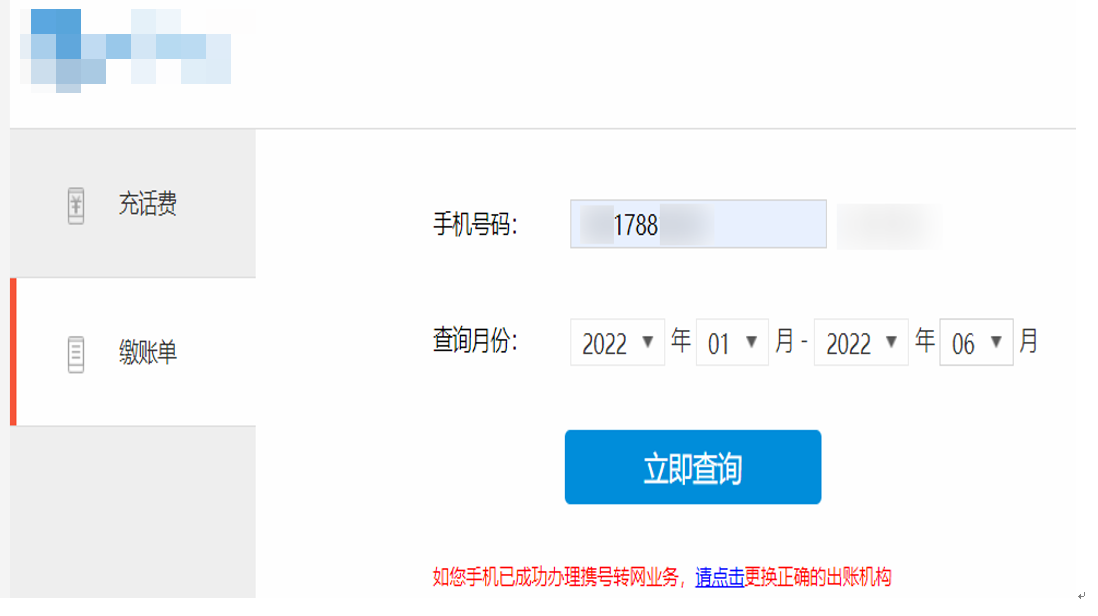 充话费
缴账单
手机号码：
1788
查询月份：
2022 年 01 月 - 2022 年 06 月
立即查询
如您手机已成功办理携号转网业务，请点击更换正确的出账机构